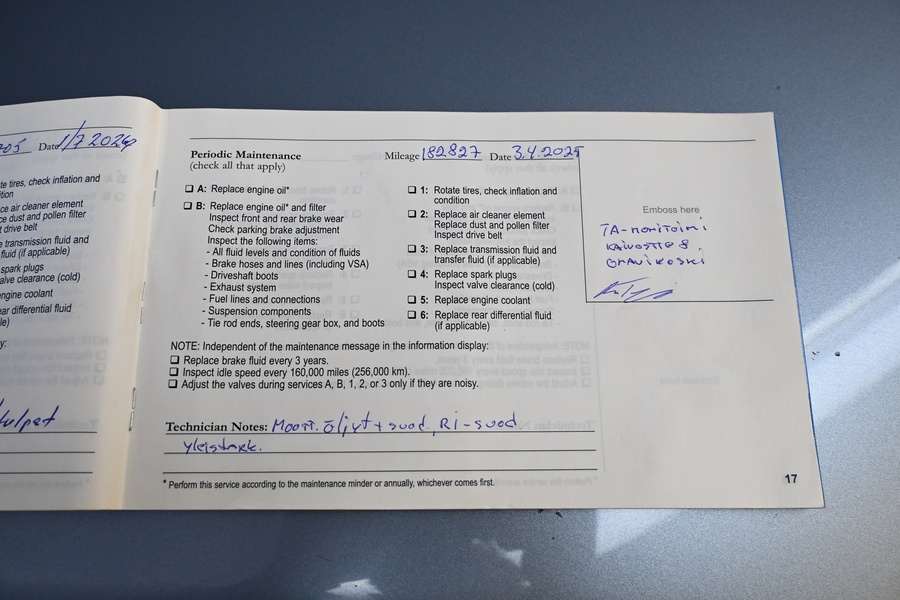 05 Date 1/7 2024
te tires, check inflation and
ition
ce air cleaner element
ce dust and pollen filter
t drive belt
e transmission fluid and
fluid (if applicable)
spark plugs
alve clearance (cold)
engine coolant
ear differential fluid
le)
y:
Periodic Maintenance
(check all that apply)
Mileage 182827 Date 3.4.2025
A: Replace engine oil*
B: Replace engine oil* and filter
Inspect front and rear brake wear
Check parking brake adjustment
Inspect the following items:
- All fluid levels and condition of fluids
- Brake hoses and lines (including VSA)
- Driveshaft boots
- Exhaust system
- Fuel lines and connections
- Suspension components
- Tie rod ends, steering gear box, and boots
1: Rotate tires, check inflation and
condition
2: Replace air cleaner element
Replace dust and pollen filter
Inspect drive belt
3: Replace transmission fluid and
transfer fluid (if applicable)
4: Replace spark plugs
Inspect valve clearance (cold)
5: Replace engine coolant
6: Replace rear differential fluid
(if applicable)
Emboss here
TA-MONITOIMI
KAIVOSTIE 8.
ORAVIKOSKI
NOTE: Independent of the maintenance message in the information display:
Replace brake fluid every 3 years.
Inspect idle speed every 160,000 miles (256,000 km).
Adjust the valves during services A, B, 1, 2, or 3 only if they are noisy.
Technician Notes: Moott. öljyt + suod, Ri-suod
Yleistark.
* Perform this service according to the maintenance minder or annually, whichever comes first.
17